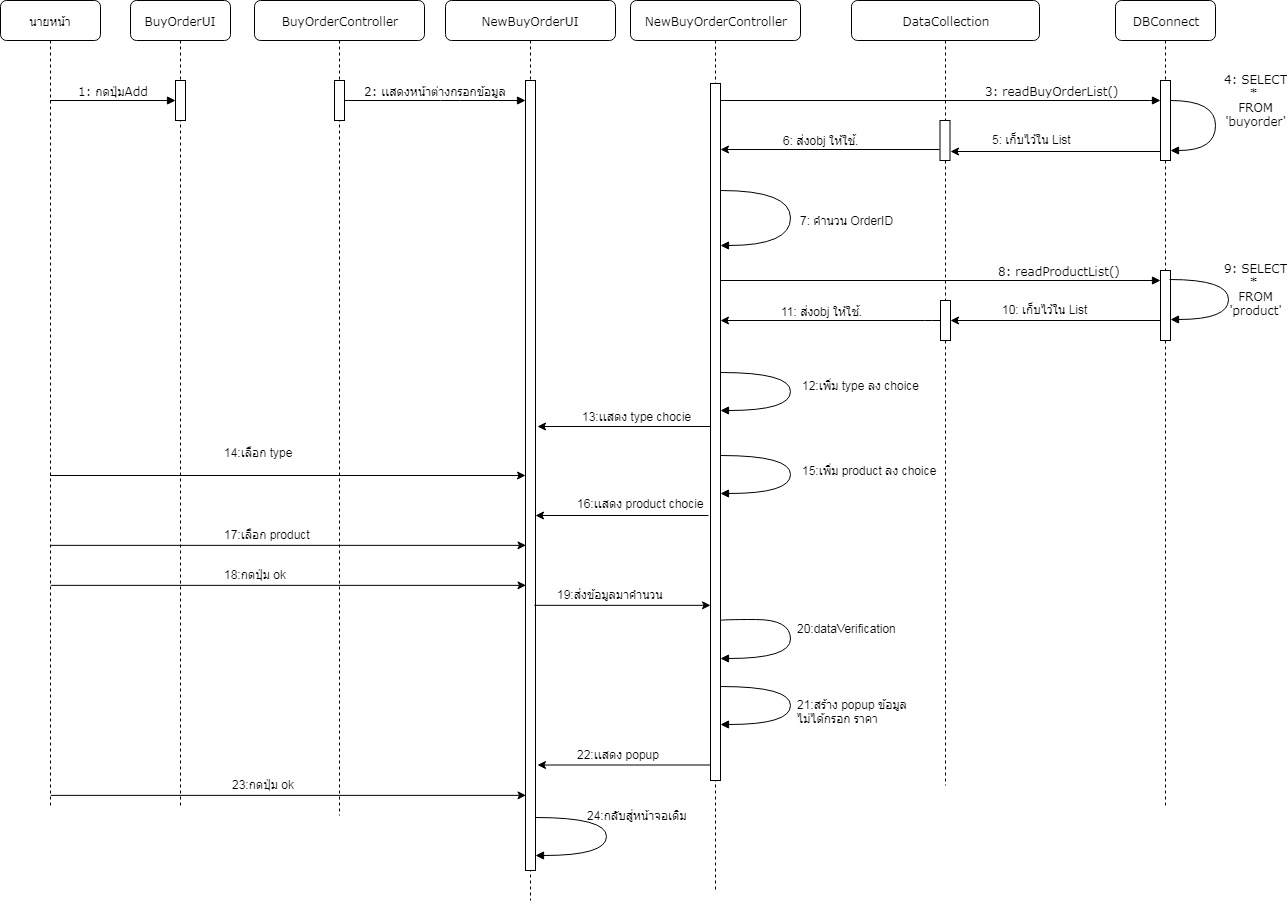 นายหน้า
BuyOrderUI
BuyOrderController
NewBuyOrderUI
NewBuyOrderController
DataCollection
DBConnect
1: กดปุ่มAdd
2: แสดงหน้าต่างกรอกข้อมูล
3: readBuyOrderList()
4: SELECT
*
FROM
'buyorder'
5: เก็บไว้ใน List
6: ส่งobj ให้ใช้.
7: คำนวน OrderID
8: readProductList()
9: SELECT
*
FROM
'product'
10: เก็บไว้ใน List
11: ส่งobj ให้ใช้.
12:เพิ่ม type ลง choice
13:แสดง type chocie
14:เลือก type
15:เพิ่ม product ลง choice
16:แสดง product chocie
17:เลือก product
18:กดปุ่ม ok
19:ส่งข้อมูลมาคำนวน
20:dataVerification
21:สร้าง popup ข้อมูล
ไม่ได้กรอก ราคา
22:แสดง popup
23:กดปุ่ม ok
24:กลับสู่หน้าจอเดิม